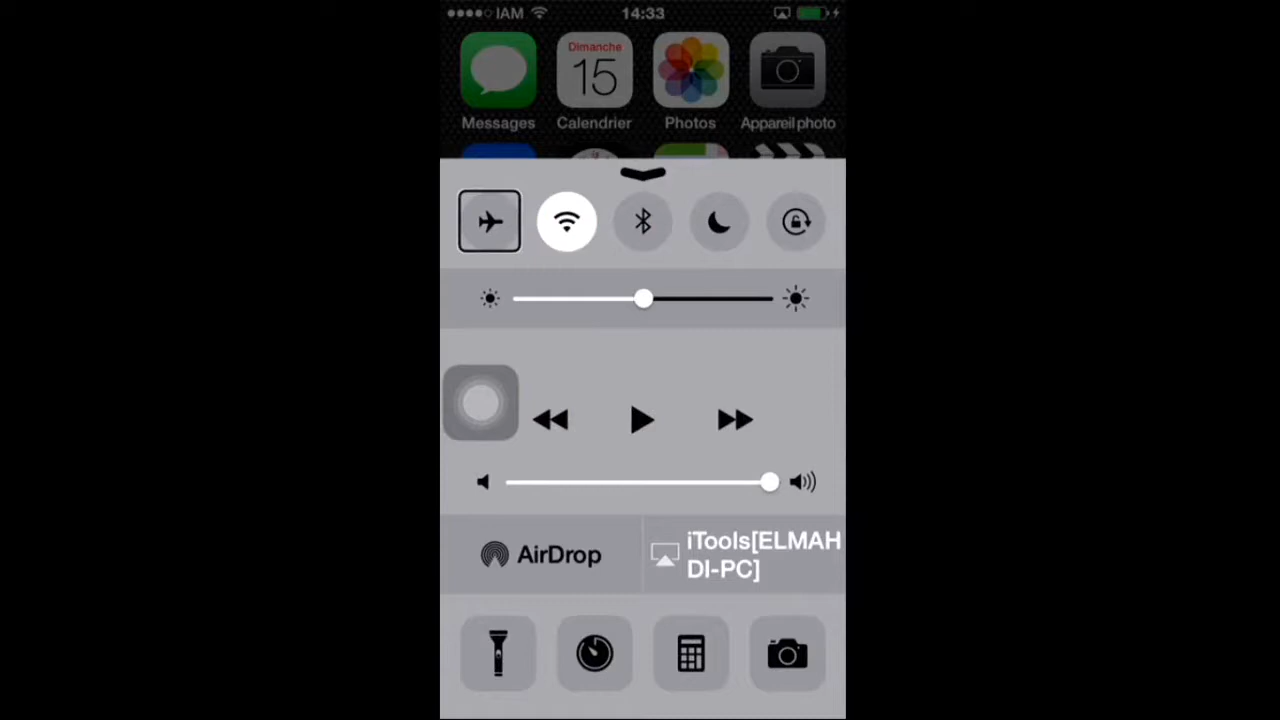 IAM 14:33
Dimanche
15
Messages Calendrier Photos Appareil photo
AirDrop
iTools[ELMAH
DI-PC]